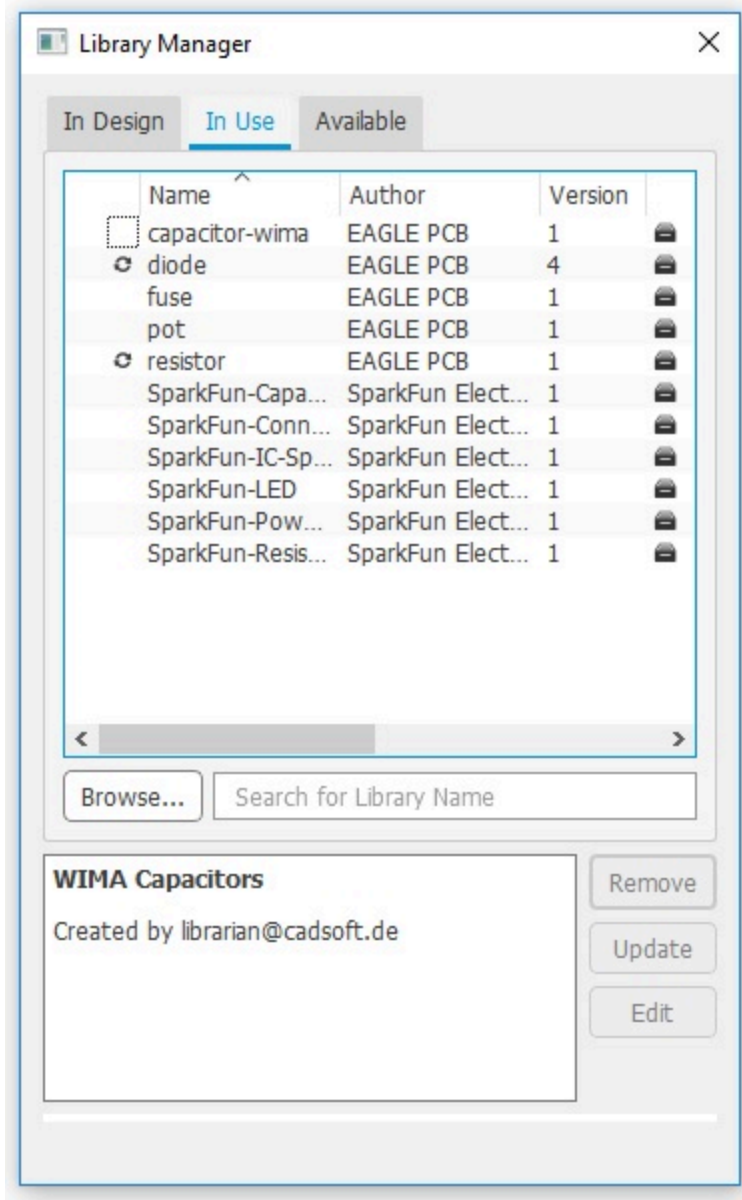 Library Manager
In Design In Use Available
Name Author Version
capacitor-wima EAGLE PCB 1
diode EAGLE PCB 4
fuse EAGLE PCB 1
pot EAGLE PCB 1
resistor EAGLE PCB 1
SparkFun-Capa... SparkFun Elect... 1
SparkFun-Conn... SparkFun Elect... 1
SparkFun-IC-Sp... SparkFun Elect... 1
SparkFun-LED SparkFun Elect... 1
SparkFun-Pow... SparkFun Elect... 1
SparkFun-Resis... SparkFun Elect... 1
Browse... Search for Library Name
WIMA Capacitors
Remove
Created by librarian@cadsoft.de
Update
Edit